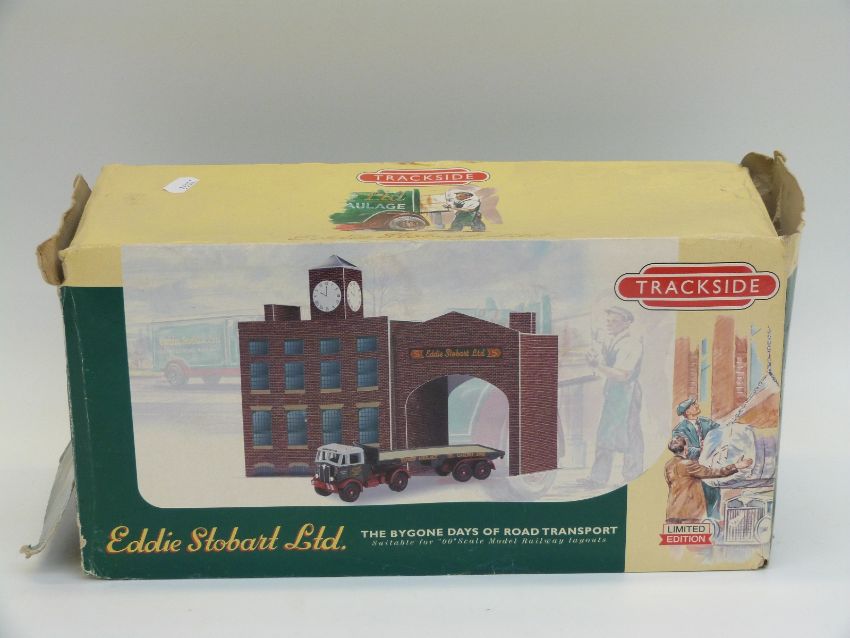 TRACKSIDE
Ltd
AULAGE
TRACKSIDE
Eddie Stobart Ltd
Eddie Stobart Ltd.
THE BYGONE DAYS OF ROAD TRANSPORT
Suitable for "00" Scale Model Railway layouts
LIMITED
EDITION